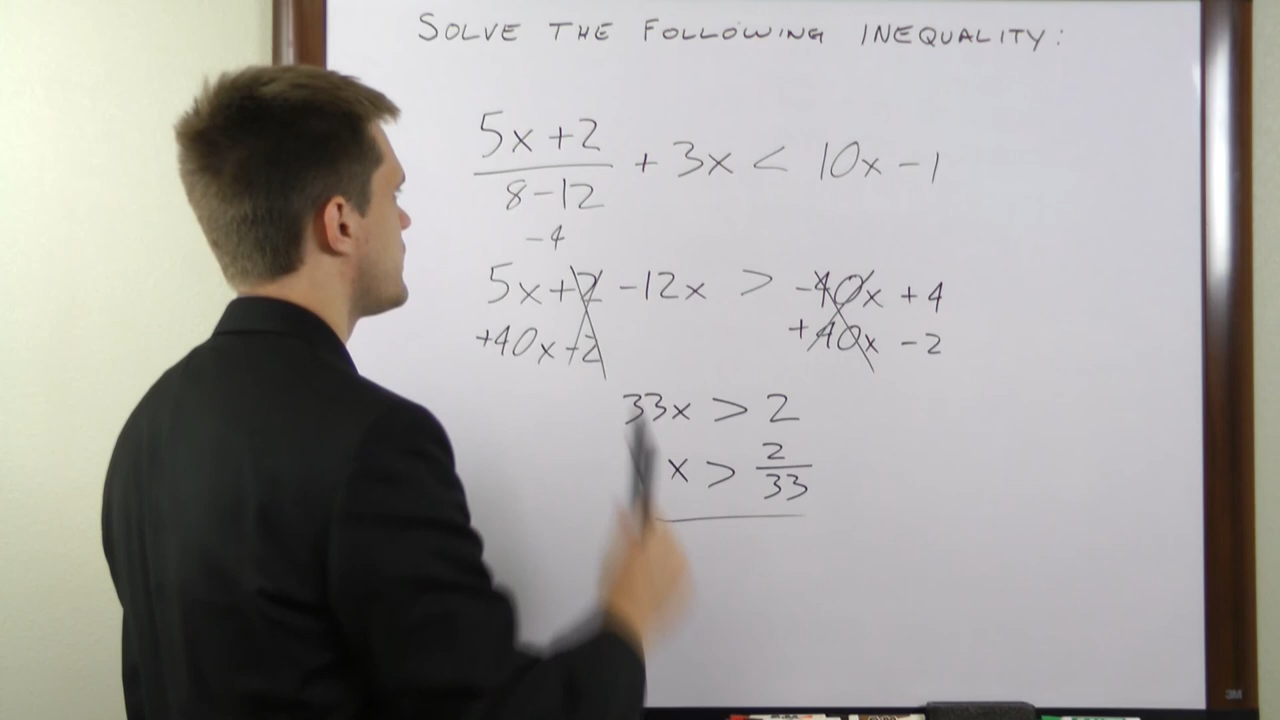 SOLVE THE FOLLOWING INEQUALITY:
5x+2
8-12
+ 3x < 10x -1
-4
5x+2 -12x > -40x +4
+40x +2 +40x -2
33x > 2
x > 2
33
3M